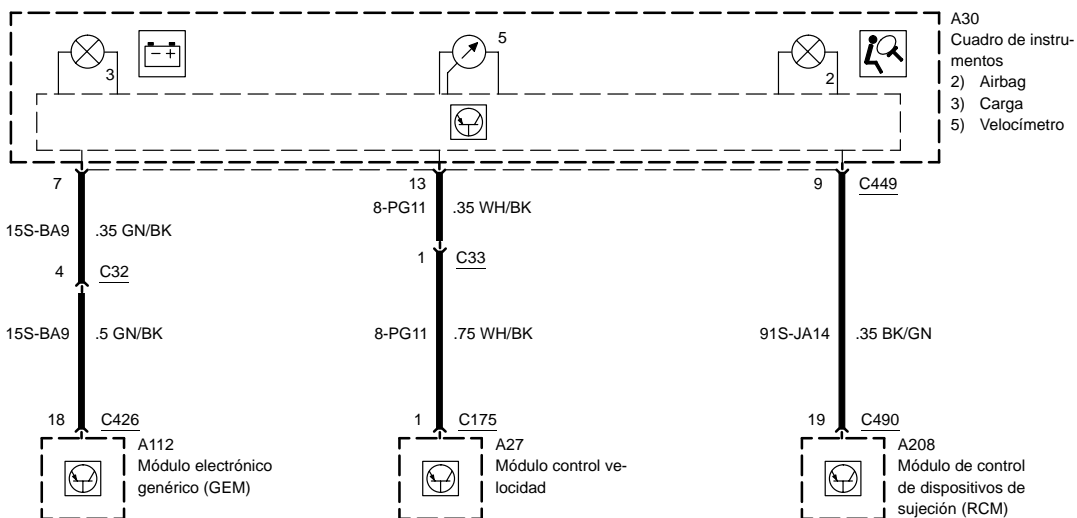 A30
Cuadro de instru-
mentos
2) Airbag
3) Carga
5) Velocímetro
3
- +
5
2
7
13
9 C449
8-PG11 .35 WH/BK
15S-BA9 .35 GN/BK
1 C33
4 C32
15S-BA9 .5 GN/BK
8-PG11 .75 WH/BK
91S-JA14 .35 BK/GN
18 C426
1 C175
19 C490
A112
Módulo electrónico
genérico (GEM)
A27
Módulo control ve-
locidad
A208
Módulo de control
de dispositivos de
sujeción (RCM)